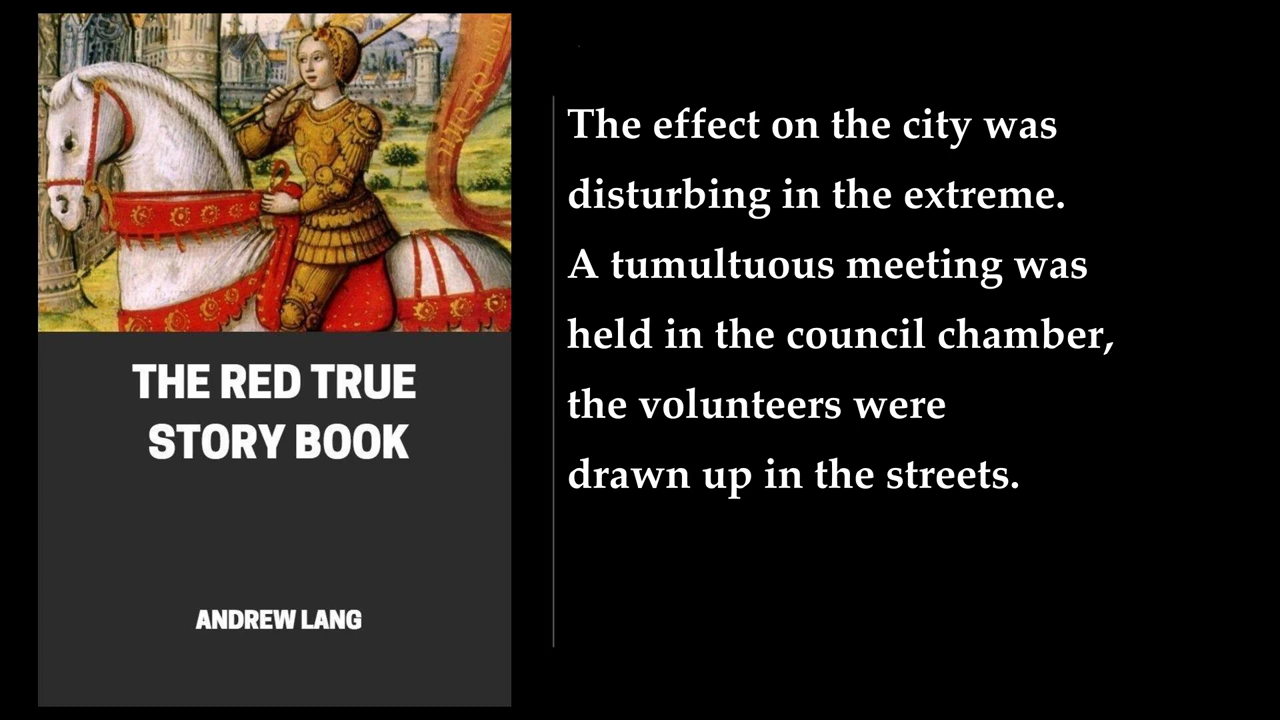 THE RED TRUE
STORY BOOK
ANDREW LANG
The effect on the city was
disturbing in the extreme.
A tumultuous meeting was
held in the council chamber,
the volunteers were
drawn up in the streets.